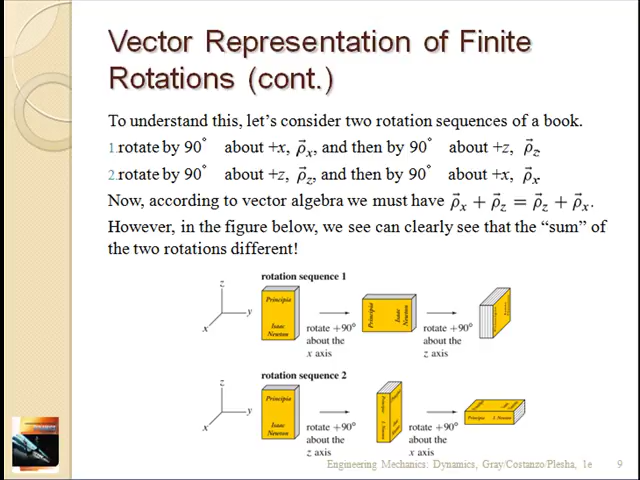 Vector Representation of Finite
Rotations (cont.)
To understand this, let's consider two rotation sequences of a book.
1.rotate by 90° about +x, ρ⃗ₓ, and then by 90° about +z, ρ⃗_z.
2.rotate by 90° about +z, ρ⃗_z, and then by 90° about +x, ρ⃗ₓ.
Now, according to vector algebra we must have ρ⃗ₓ + ρ⃗_z = ρ⃗_z + ρ⃗ₓ.
However, in the figure below, we see can clearly see that the "sum" of
the two rotations different!
rotation sequence 1
z
y
x
Principia
Isaac
Newton
rotate +90°
about the
x axis
Principia
Isaac
Newton
rotate +90°
about the
z axis
rotation sequence 2
z
y
x
Principia
Isaac
Newton
rotate +90°
about the
z axis
Principia
I. Newton
rotate +90°
about the
x axis
Principia I. Newton
Engineering Mechanics: Dynamics, Gray/Costanzo/Plesha, 1e
9